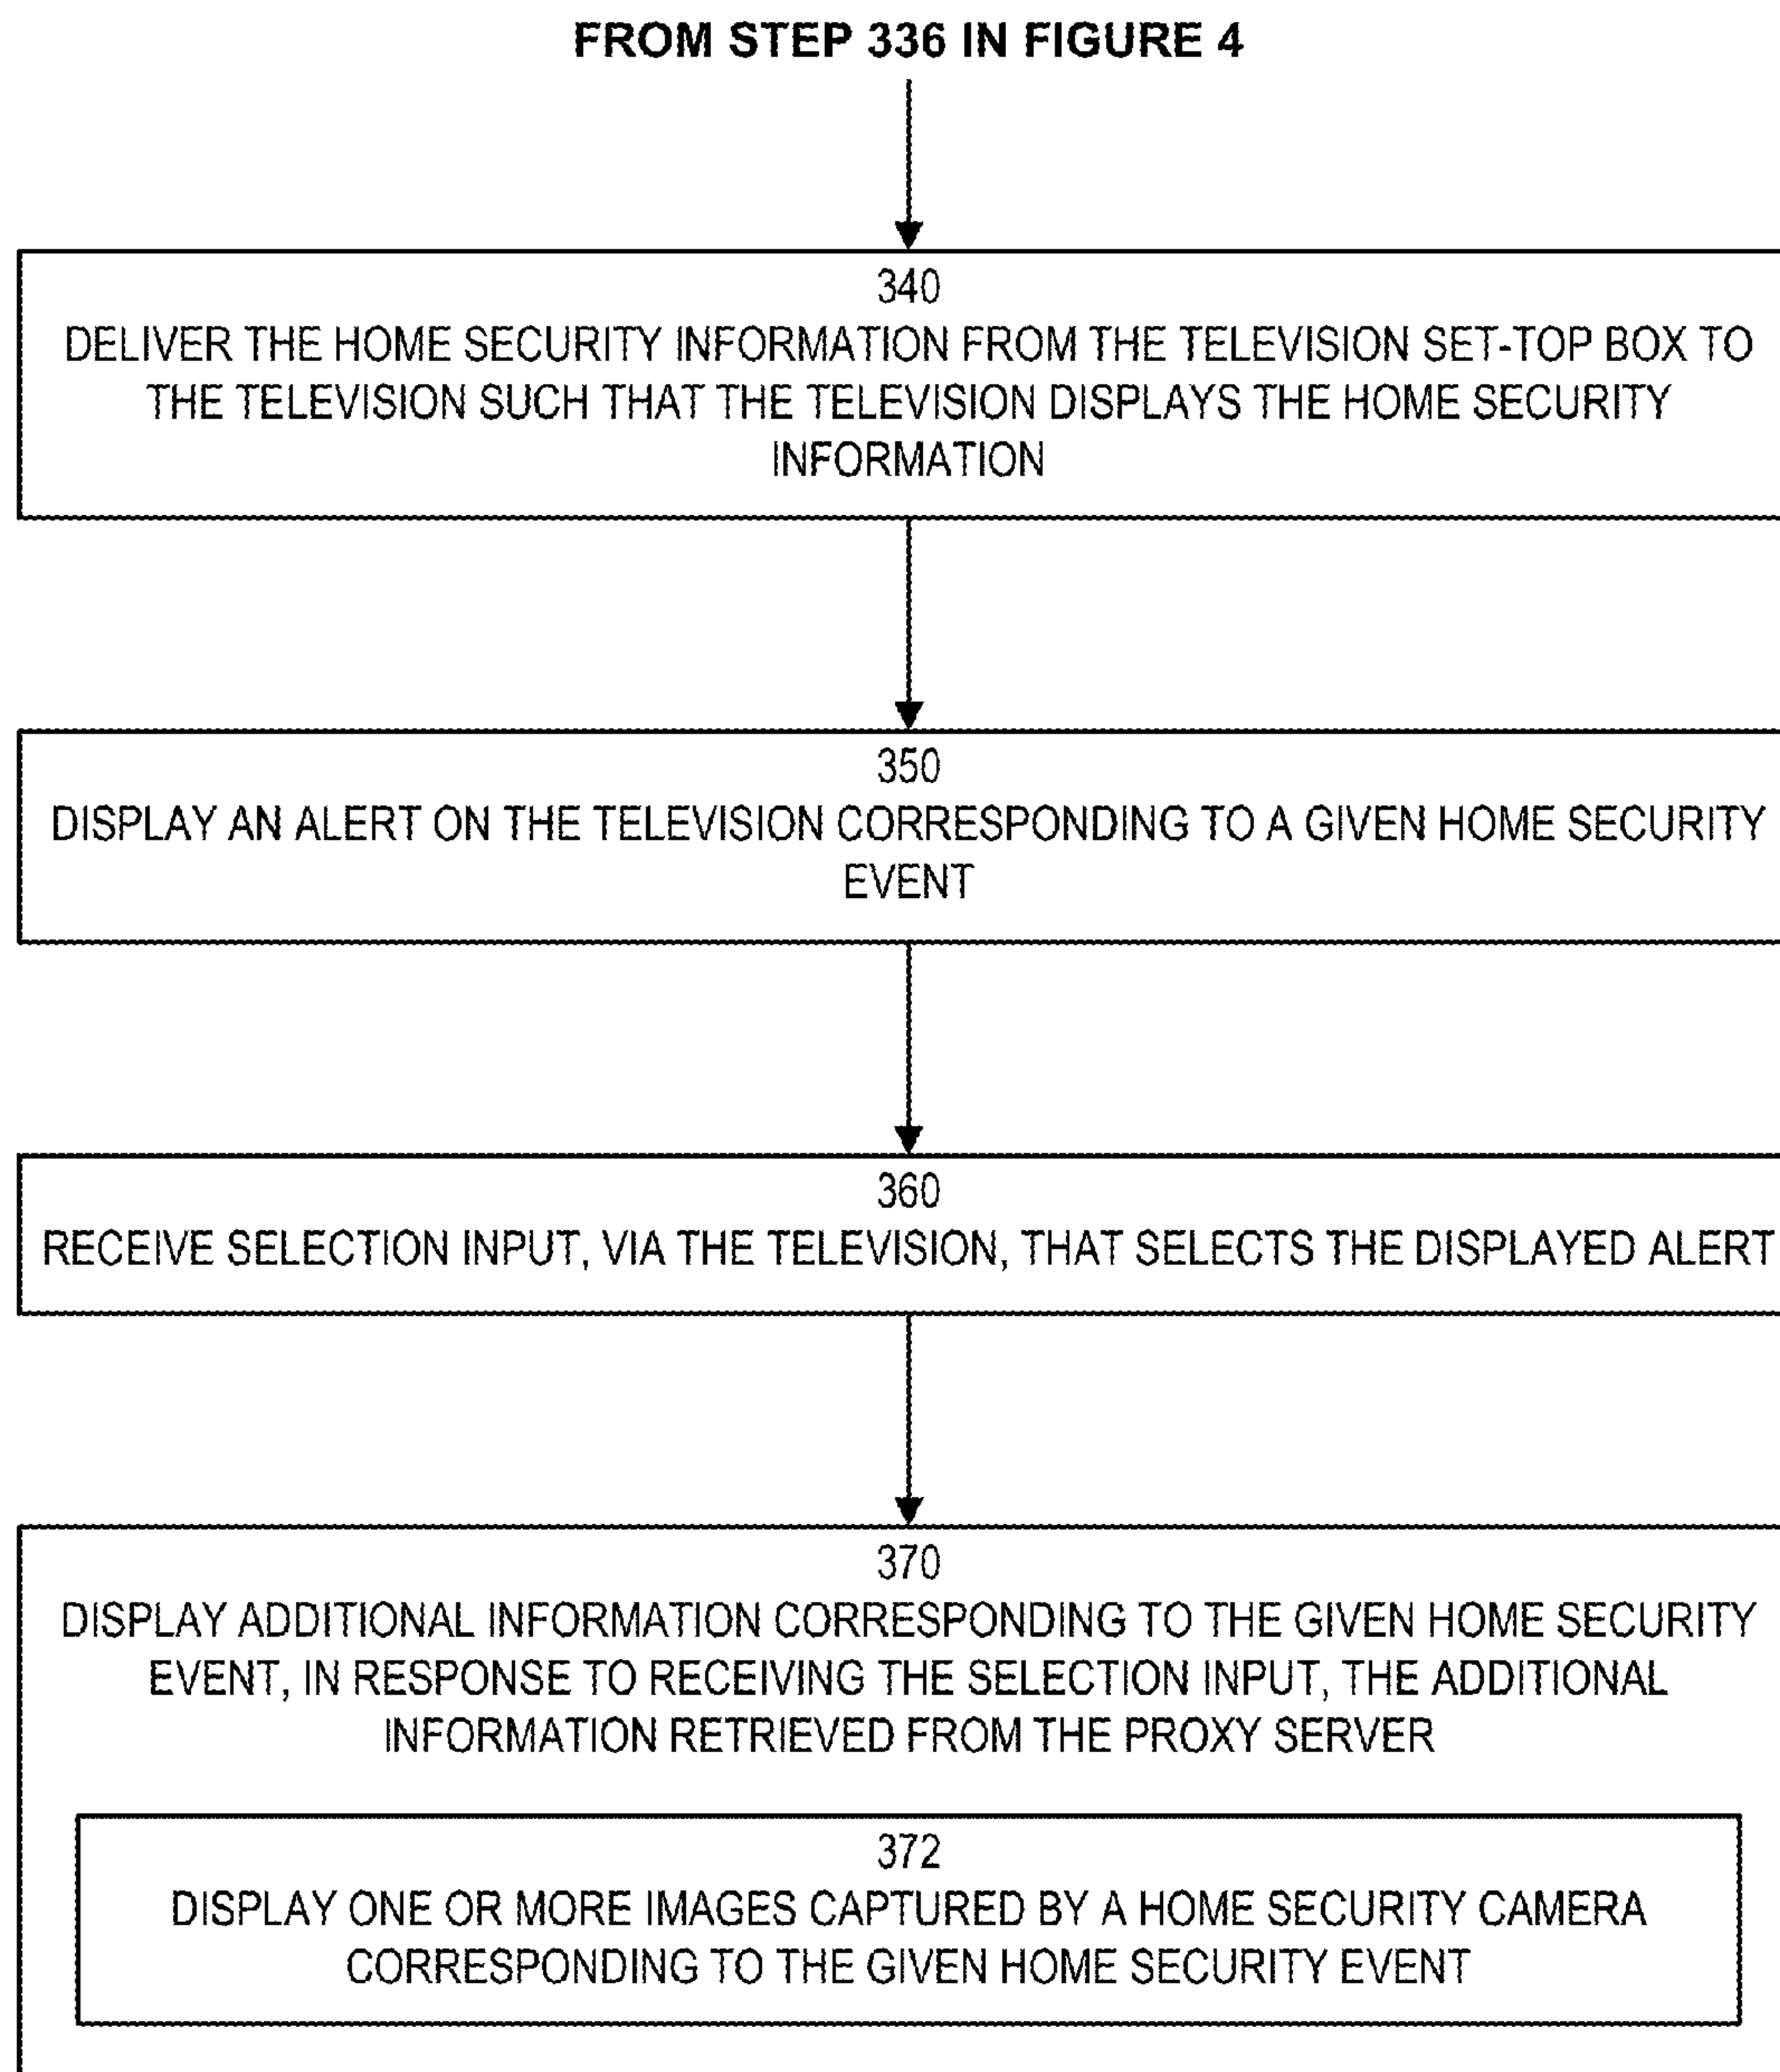 FROM STEP 336 IN FIGURE 4
340
DELIVER THE HOME SECURITY INFORMATION FROM THE TELEVISION SET-TOP BOX TO
THE TELEVISION SUCH THAT THE TELEVISION DISPLAYS THE HOME SECURITY
INFORMATION
350
DISPLAY AN ALERT ON THE TELEVISION CORRESPONDING TO A GIVEN HOME SECURITY
EVENT
360
RECEIVE SELECTION INPUT, VIA THE TELEVISION, THAT SELECTS THE DISPLAYED ALERT
370
DISPLAY ADDITIONAL INFORMATION CORRESPONDING TO THE GIVEN HOME SECURITY
EVENT, IN RESPONSE TO RECEIVING THE SELECTION INPUT, THE ADDITIONAL
INFORMATION RETRIEVED FROM THE PROXY SERVER
372
DISPLAY ONE OR MORE IMAGES CAPTURED BY A HOME SECURITY CAMERA
CORRESPONDING TO THE GIVEN HOME SECURITY EVENT